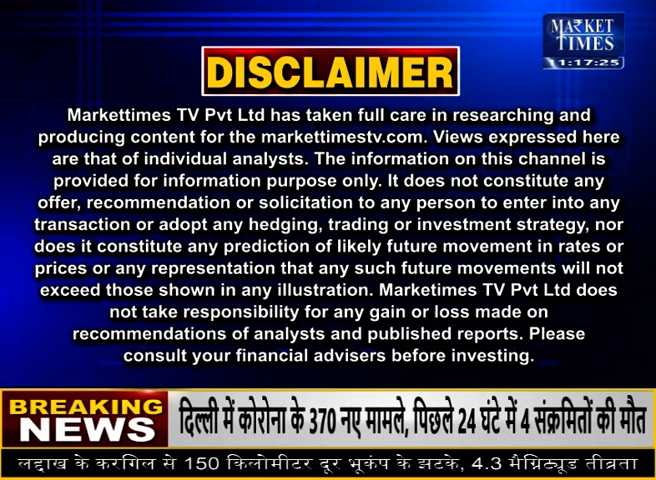 MARKET
TIMES
11:17:25
DISCLAIMER
Markettimes TV Pvt Ltd has taken full care in researching and
producing content for the markettimestv.com. Views expressed here
are that of individual analysts. The information on this channel is
provided for information purpose only. It does not constitute any
offer, recommendation or solicitation to any person to enter into any
transaction or adopt any hedging, trading or investment strategy, nor
does it constitute any prediction of likely future movement in rates or
prices or any representation that any such future movements will not
exceed those shown in any illustration. Marketimes TV Pvt Ltd does
not take responsibility for any gain or loss made on
recommendations of analysts and published reports. Please
consult your financial advisers before investing.
BREAKING
NEWS
दिल्ली में कोरोना के 370 नए मामले, पिछले 24 घंटे में 4 संक्रमितों की मौत
लद्दाख के करगिल से 150 किलोमीटर दूर भूकंप के झटके, 4.3 मैग्निट्यूड तीव्रता